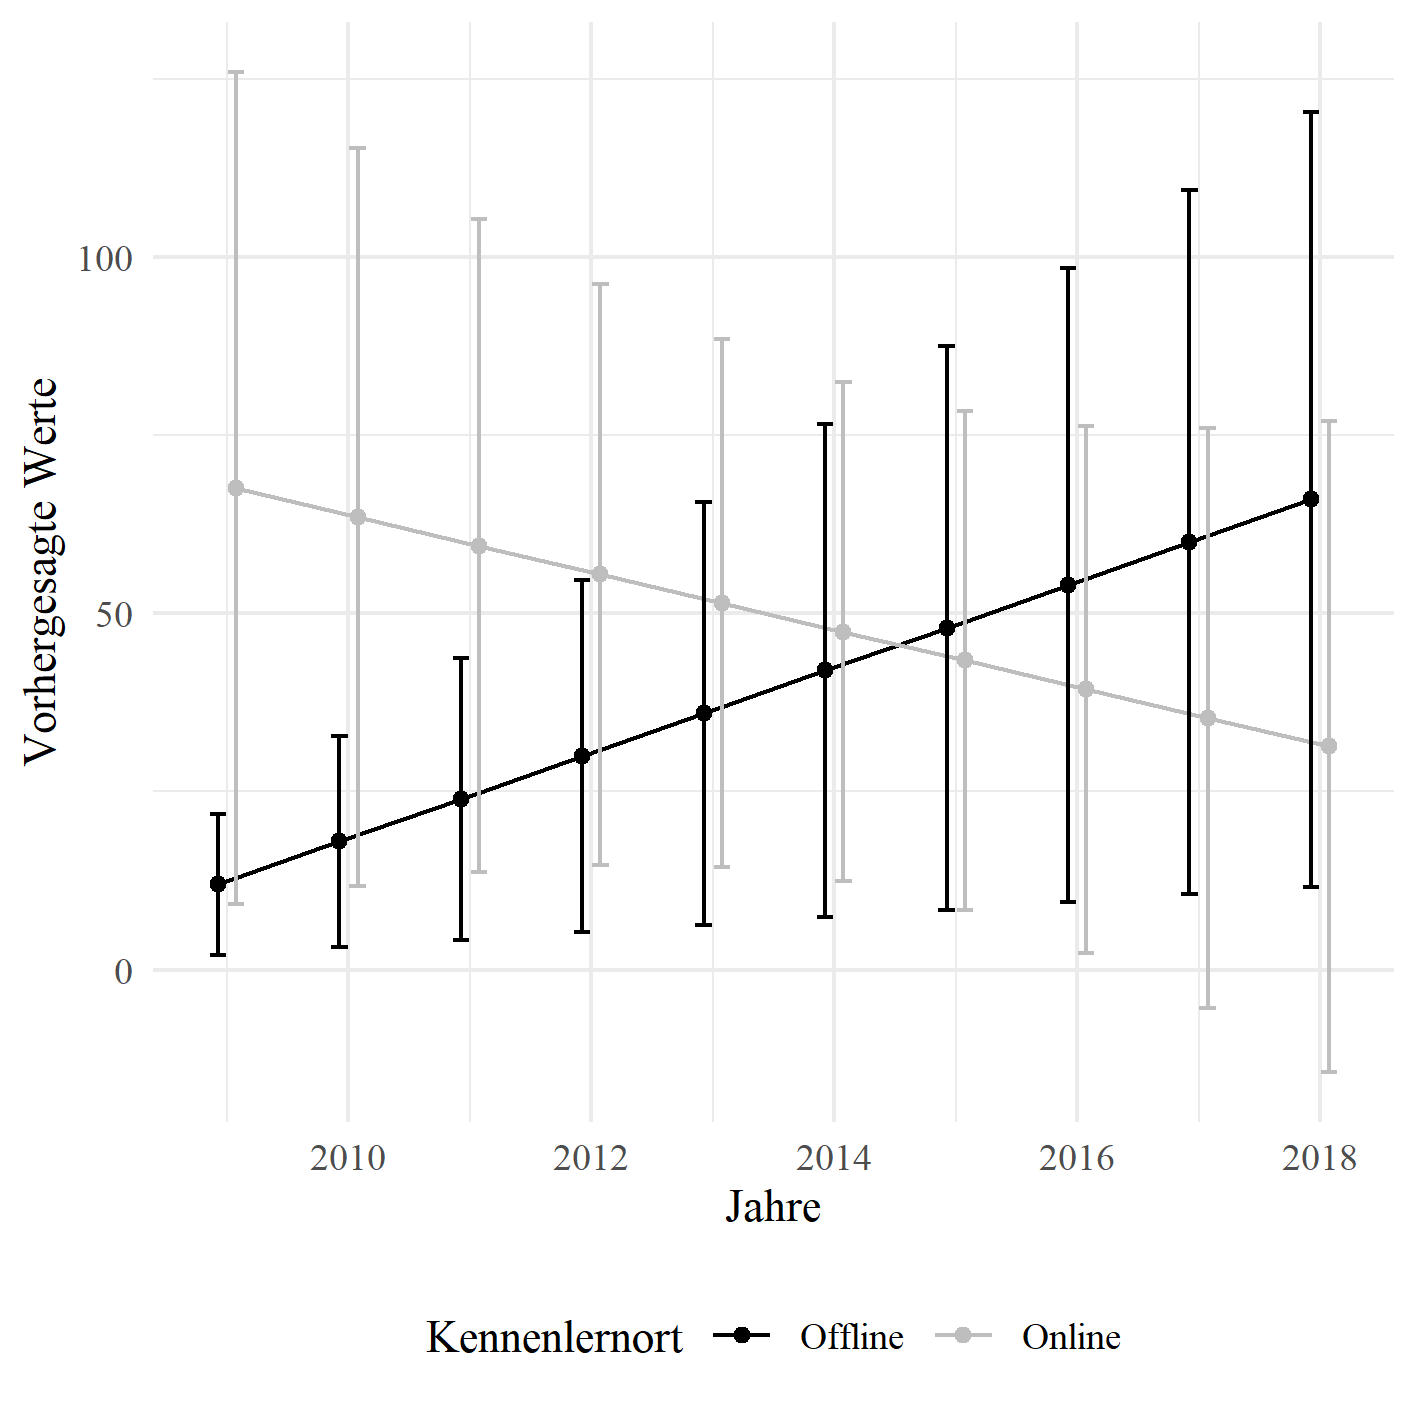 Vorhergesagte Werte
100
50
0
2010 2012 2014 2016 2018
Jahre
Kennenlernort Offline Online